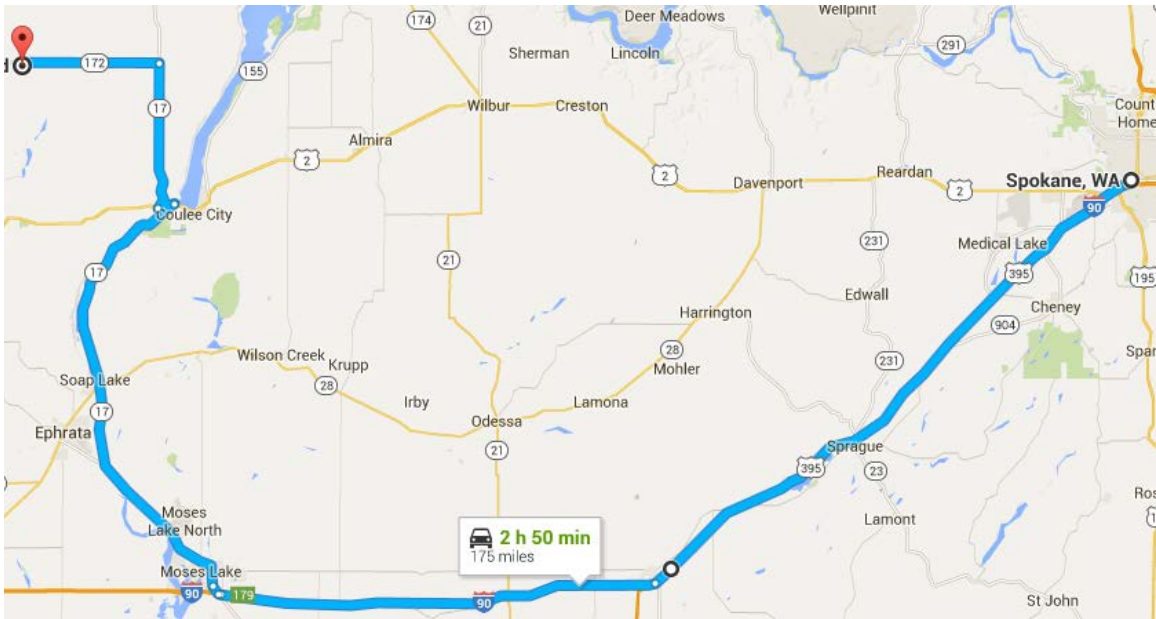 174
21
Deer Meadows
Wellpinit
Sherman
Lincoln
291
d
172
155
17
Wilbur
Creston
Count
Home
Almira
2
2
Davenport
Reardan
2
Spokane, WA
90
Coulee City
231
Medical Lake
395
195
17
21
Edwall
Cheney
Harrington
904
28
Mohler
231
Spar
Wilson Creek
Krupp
28
Soap Lake
17
Irby
Lamona
Ephrata
Odessa
21
Sprague
395
23
Ros
1
Moses
Lake North
Lamont
2 h 50 min
175 miles
Moses Lake
90
179
90
St John